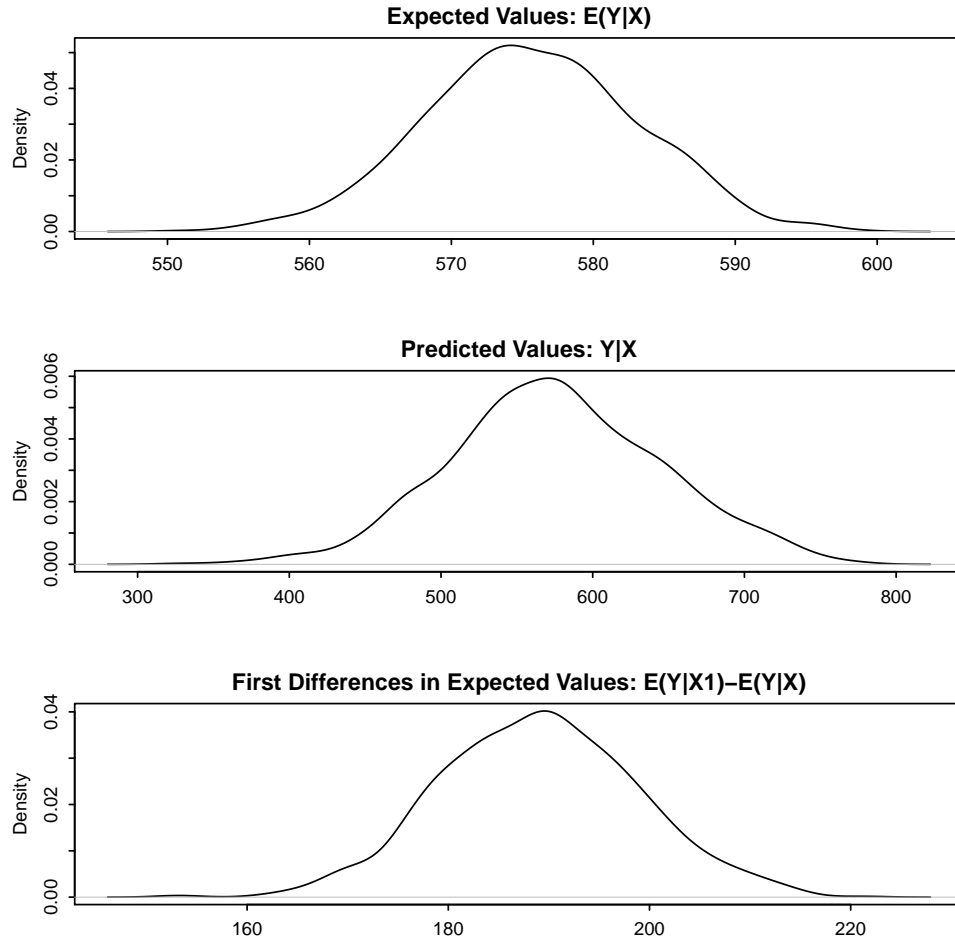 Expected Values: E(Y|X)
Density
0.00 0.02 0.04
550 560 570 580 590 600
Predicted Values: Y|X
Density
0.000 0.002 0.004 0.006
300 400 500 600 700 800
First Differences in Expected Values: E(Y|X1)−E(Y|X)
Density
0.00 0.02 0.04
160 180 200 220